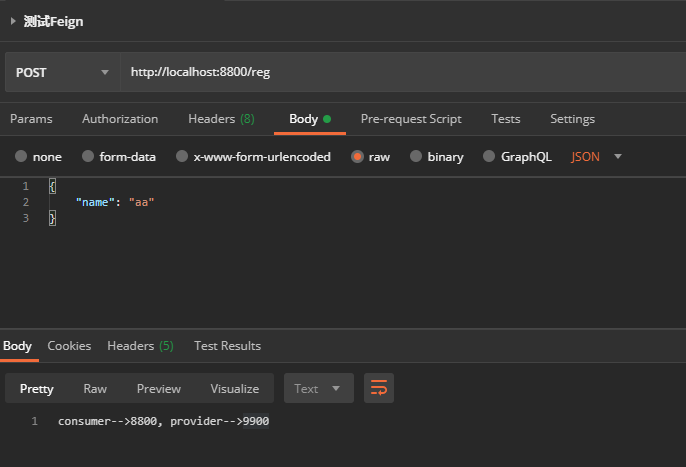 测试Feign
POST http://localhost:8800/reg
Params Authorization Headers (8) Body Pre-request Script Tests Settings
none form-data x-www-form-urlencoded raw binary GraphQL JSON
1 {
2 "name": "aa"
3 }
Body Cookies Headers (5) Test Results
Pretty Raw Preview Visualize Text
1 consumer-->8800, provider-->9900